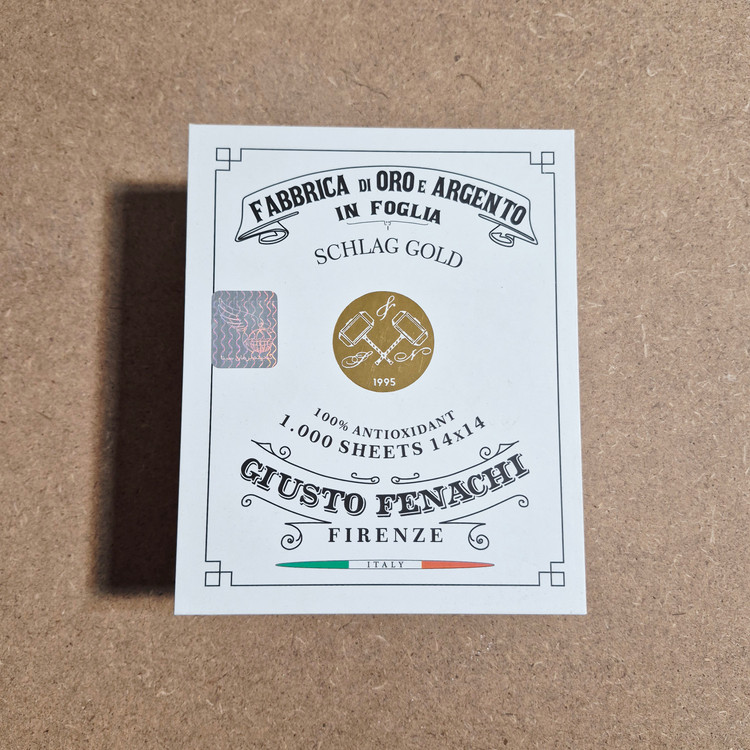 FABBRICA DI ORO E ARGENTO
IN FOGLIA
SCHLAG GOLD
1995
100% ANTIOXIDANT
1.000 SHEETS 14x14
GIUSTO FENACHI
FIRENZE
ITALY